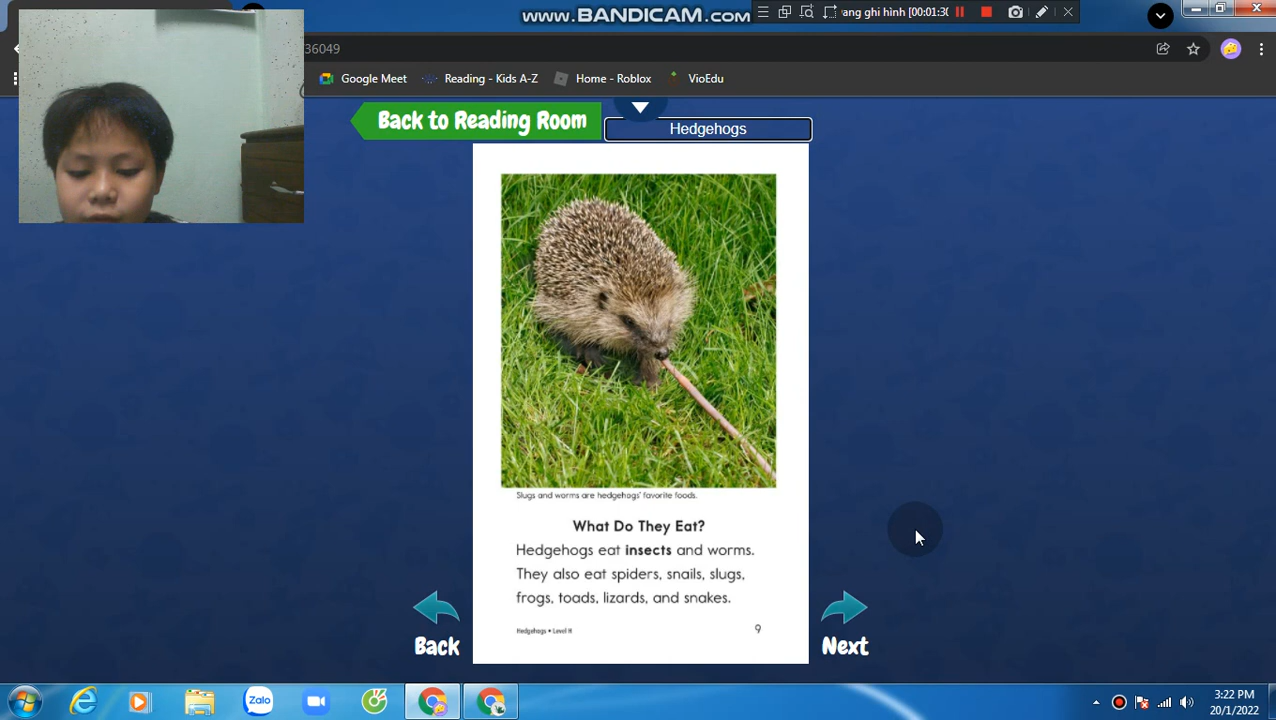 www.BANDICAM.com
ang ghi hình [00:01:30
36049
Google Meet
Reading - Kids A-Z
Home - Roblox
VioEdu
Back to Reading Room
Hedgehogs
Slugs and worms are hedgehogs' favorite foods.
What Do They Eat?
Hedgehogs eat insects and worms.
They also eat spiders, snails, slugs,
frogs, toads, lizards, and snakes.
Hedgehogs • Level H
9
Back
Next
Zalo
3:22 PM
20/1/2022